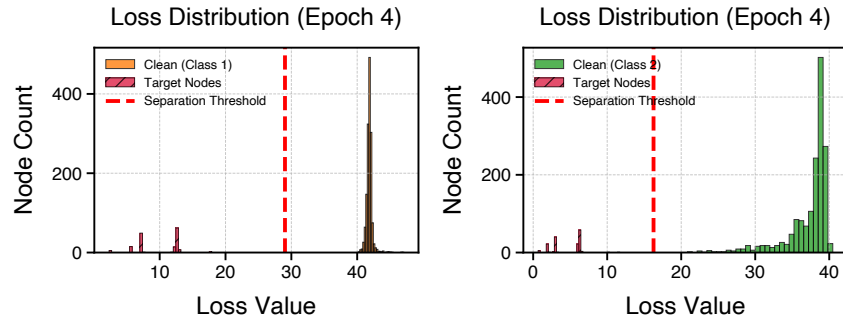 Loss Distribution (Epoch 4)
Node Count
400
200
0
Clean (Class 1)
Target Nodes
Separation Threshold
10
20
30
40
Loss Value
Loss Distribution (Epoch 4)
Node Count
400
200
0
Clean (Class 2)
Target Nodes
Separation Threshold
0
10
20
30
40
Loss Value